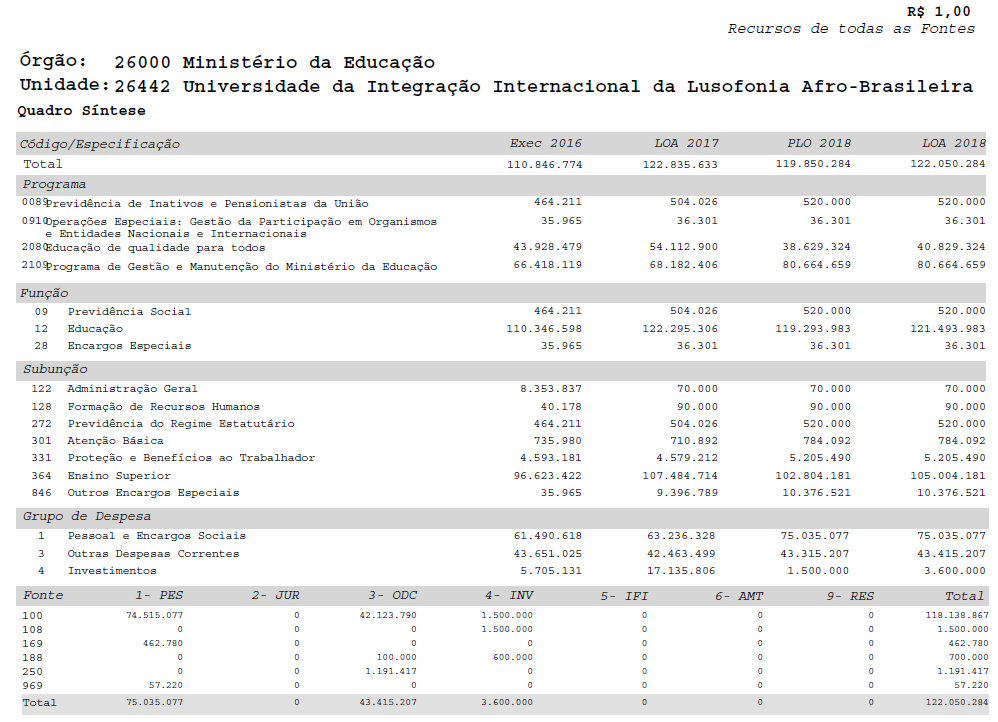 R$ 1,00
Recursos de todas as Fontes
Órgão: 26000 Ministério da Educação
Unidade: 26442 Universidade da Integração Internacional da Lusofonia Afro-Brasileira
Quadro Síntese
Código/Especificação Exec 2016 LOA 2017 PLO 2018 LOA 2018
Total 110.846.774 122.835.633 119.850.284 122.050.284
Programa
0089 Previdência de Inativos e Pensionistas da União 464.211 504.026 520.000 520.000
0910 Operações Especiais: Gestão da Participação em Organismos 35.965 36.301 36.301 36.301
e Entidades Nacionais e Internacionais
2080 Educação de qualidade para todos 43.928.479 54.112.900 38.629.324 40.829.324
2109 Programa de Gestão e Manutenção do Ministério da Educação 66.418.119 68.182.406 80.664.659 80.664.659
Função
09 Previdência Social 464.211 504.026 520.000 520.000
12 Educação 110.346.598 122.295.306 119.293.983 121.493.983
28 Encargos Especiais 35.965 36.301 36.301 36.301
Subunção
122 Administração Geral 8.353.837 70.000 70.000 70.000
128 Formação de Recursos Humanos 40.178 90.000 90.000 90.000
272 Previdência do Regime Estatutário 464.211 504.026 520.000 520.000
301 Atenção Básica 735.980 710.892 784.092 784.092
331 Proteção e Benefícios ao Trabalhador 4.593.181 4.579.212 5.205.490 5.205.490
364 Ensino Superior 96.623.422 107.484.714 102.804.181 105.004.181
846 Outros Encargos Especiais 35.965 9.396.789 10.376.521 10.376.521
Grupo de Despesa
1 Pessoal e Encargos Sociais 61.490.618 63.236.328 75.035.077 75.035.077
3 Outras Despesas Correntes 43.651.025 42.463.499 43.315.207 43.415.207
4 Investimentos 5.705.131 17.135.806 1.500.000 3.600.000
Fonte 1- PES 2- JUR 3- ODC 4- INV 5- IFI 6- AMT 9- RES Total
100 74.515.077 0 42.123.790 1.500.000 0 0 0 118.138.867
108 0 0 0 1.500.000 0 0 0 1.500.000
169 462.780 0 0 0 0 0 0 462.780
188 0 0 100.000 600.000 0 0 0 700.000
250 0 0 1.191.417 0 0 0 0 1.191.417
969 57.220 0 0 0 0 0 0 57.220
Total 75.035.077 0 43.415.207 3.600.000 0 0 0 122.050.284